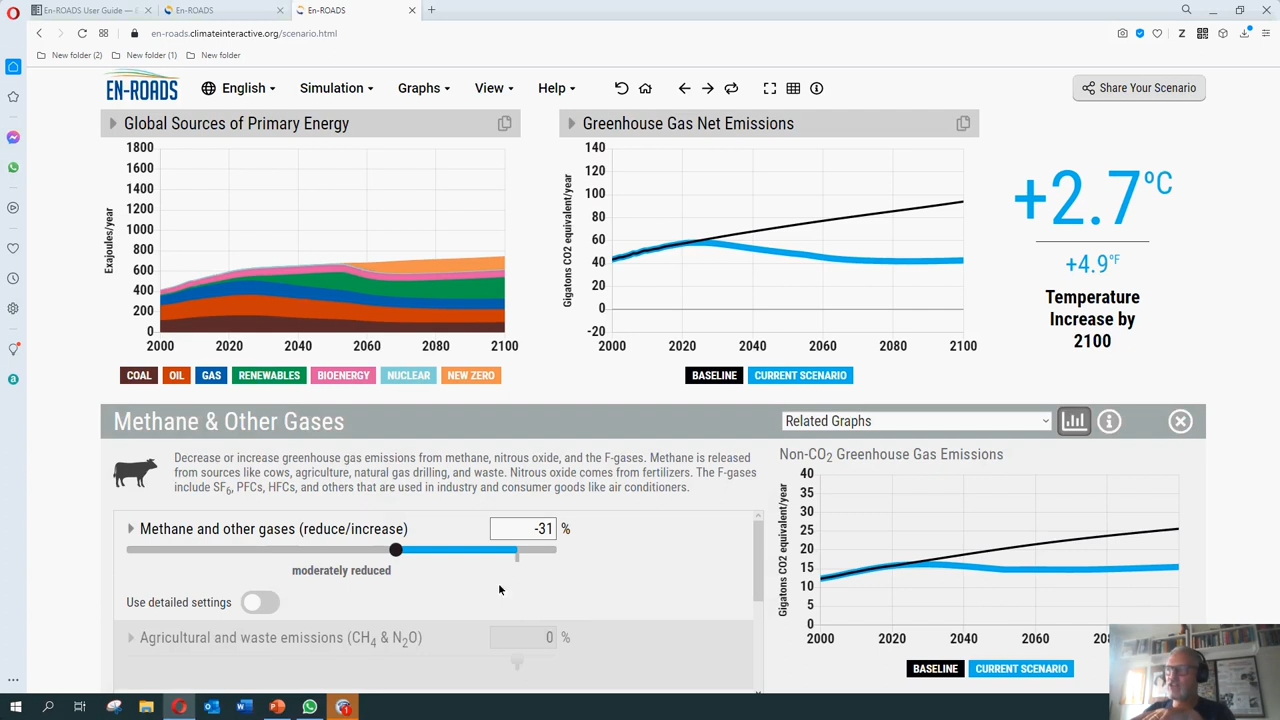 En-ROADS User Guide —
En-ROADS
En-ROADS
en-roads.climateinteractive.org/scenario.html
New folder (2)
New folder (1)
New folder
EN-ROADS
English
Simulation
Graphs
View
Help
Share Your Scenario
Global Sources of Primary Energy
1800
1600
1400
1200
1000
800
600
400
200
0
Exajoules/year
2000 2020 2040 2060 2080 2100
COAL OIL GAS RENEWABLES BIOENERGY NUCLEAR NEW ZERO
Greenhouse Gas Net Emissions
140
120
100
80
60
40
20
0
-20
Gigatons CO2 equivalent/year
2000 2020 2040 2060 2080 2100
BASELINE CURRENT SCENARIO
+2.7°C
+4.9°F
Temperature
Increase by
2100
Methane & Other Gases
Related Graphs
Decrease or increase greenhouse gas emissions from methane, nitrous oxide, and the F-gases. Methane is released
from sources like cows, agriculture, natural gas drilling, and waste. Nitrous oxide comes from fertilizers. The F-gases
include SF6, PFCs, HFCs, and others that are used in industry and consumer goods like air conditioners.
Methane and other gases (reduce/increase) -31 %
moderately reduced
Use detailed settings
Agricultural and waste emissions (CH4 & N2O) 0 %
Non-CO2 Greenhouse Gas Emissions
40
35
30
25
20
15
10
5
0
Gigatons CO2 equivalent/year
2000 2020 2040 2060
BASELINE CURRENT SCENARIO